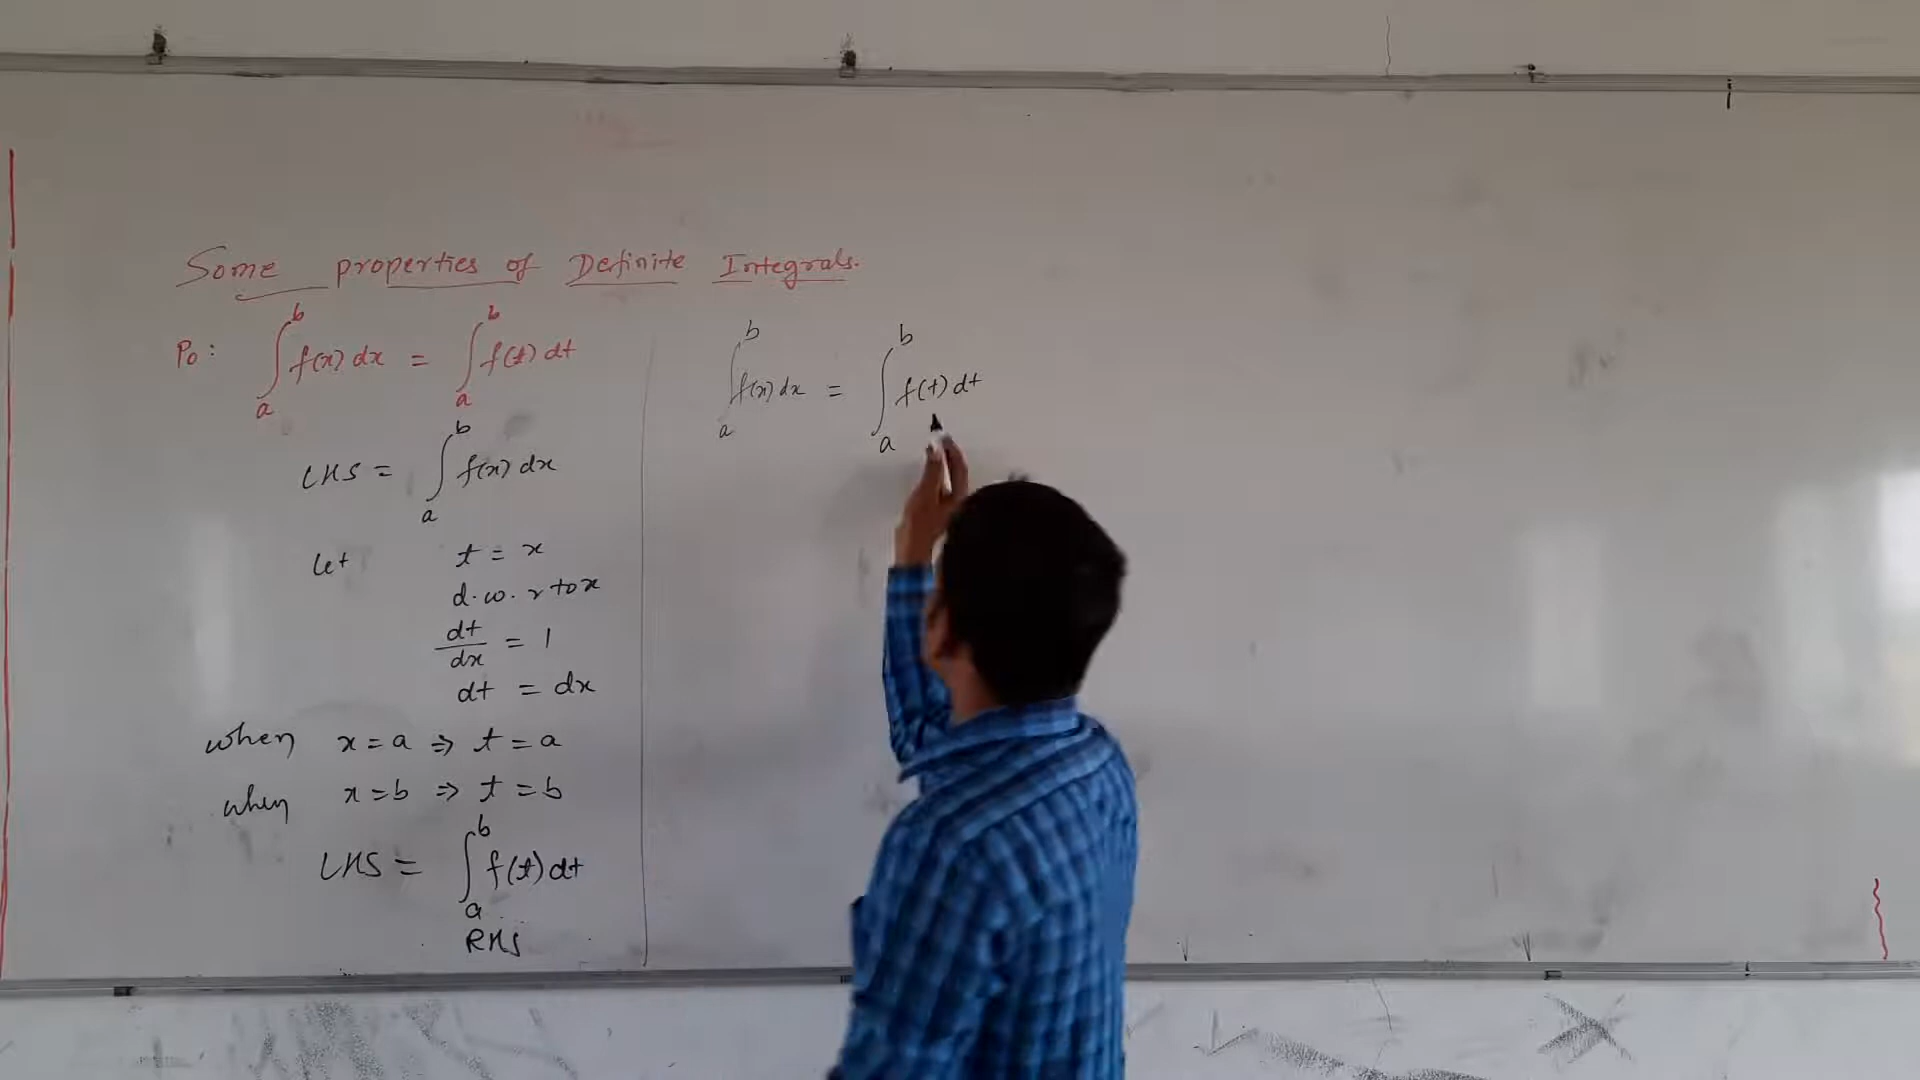 Some properties of Definite Integrals.
P₀: ∫ₐᵇ f(x) dx = ∫ₐᵇ f(t) dt
LHS = ∫ₐᵇ f(x) dx
let t = x
d.w.r to x
dt/dx = 1
dt = dx
when x = a ⇒ t = a
when x = b ⇒ t = b
LHS = ∫ₐᵇ f(t) dt
RHS
∫ₐᵇ f(x) dx = ∫ₐᵇ f(t) dt